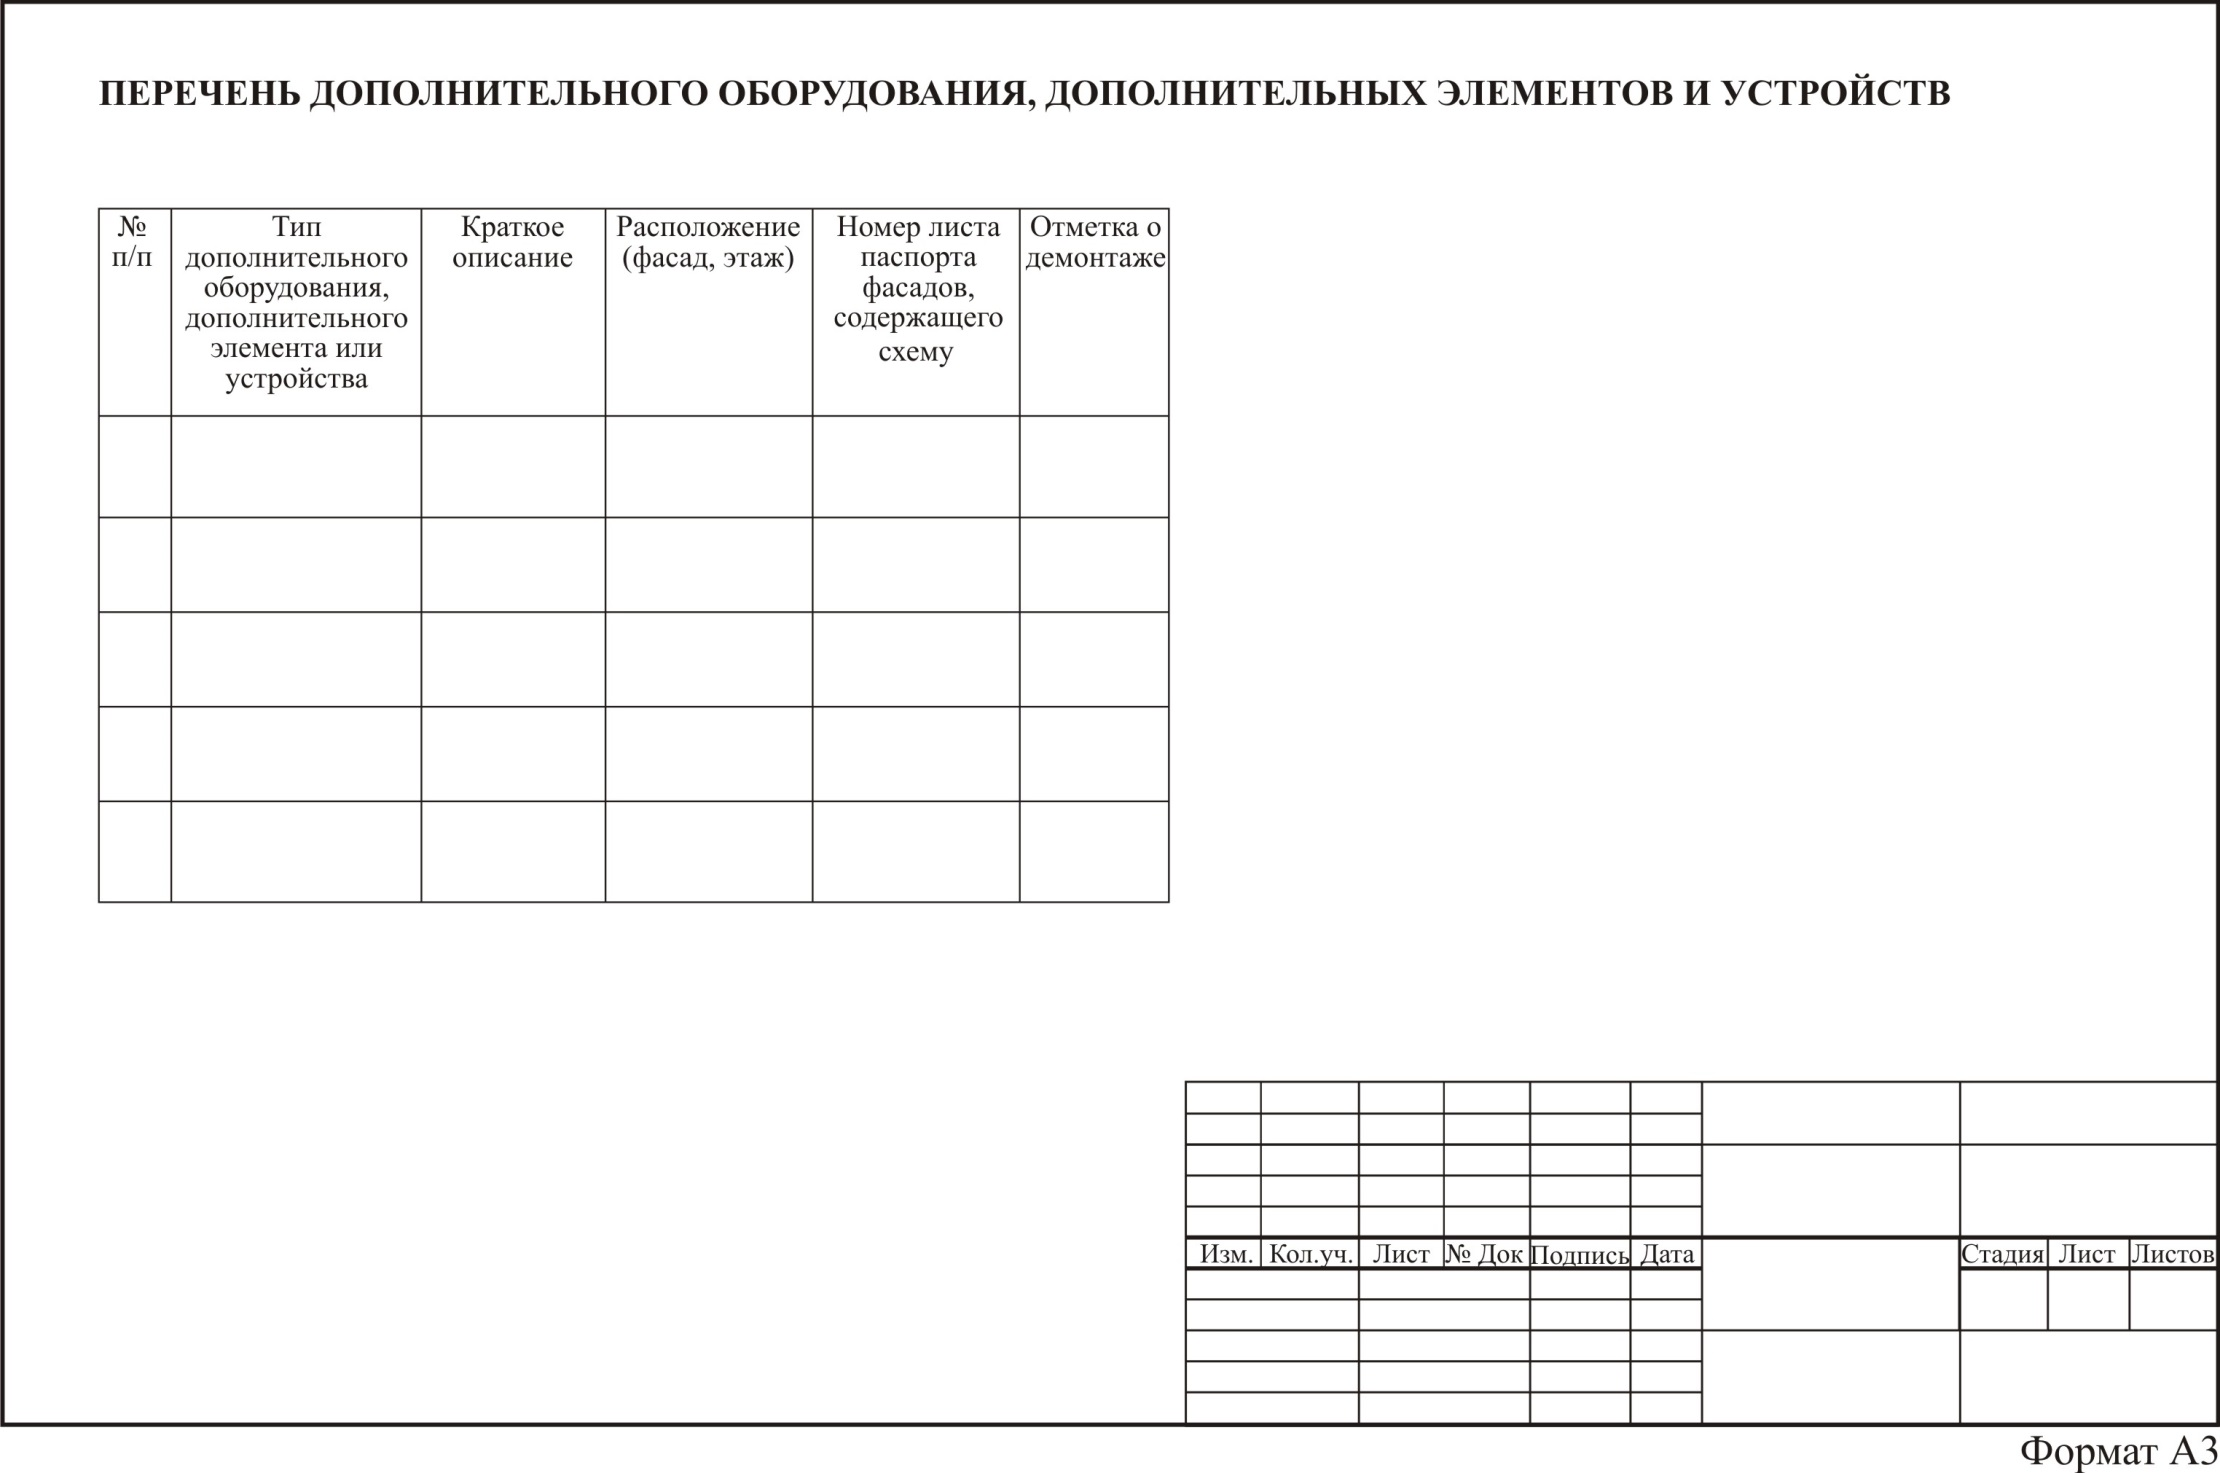 ПЕРЕЧЕНЬ ДОПОЛНИТЕЛЬНОГО ОБОРУДОВАНИЯ, ДОПОЛНИТЕЛЬНЫХ ЭЛЕМЕНТОВ И УСТРОЙСТВ
№
п/п
Тип
дополнительного
оборудования,
дополнительного
элемента или
устройства
Краткое
описание
Расположение
(фасад, этаж)
Номер листа
паспорта
фасадов,
содержащего
схему
Отметка о
демонтаже
Изм. Кол.уч. Лист № Док Подпись Дата Стадия Лист Листов
Формат А3